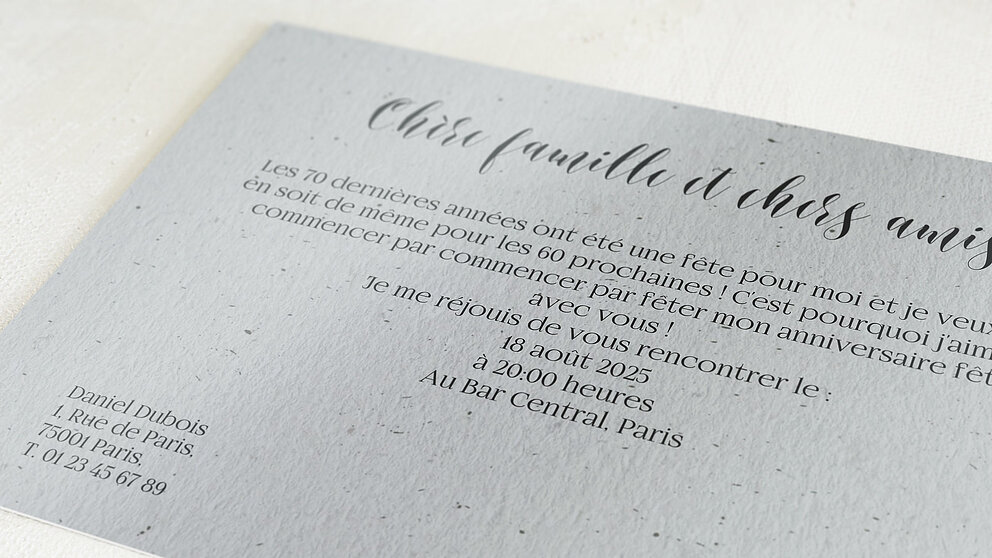 Chère famille et chers amis
Les 70 dernières années ont été une fête pour moi et je veux
en soit de même pour les 60 prochaines ! C'est pourquoi j'aim
commencer par commencer par fêter mon anniversaire fêt
avec vous !
Je me réjouis de vous rencontrer le :
18 août 2025
à 20:00 heures
Au Bar Central, Paris
Daniel Dubois
1, Rue de Paris,
75001 Paris,
T. 01 23 45 67 89